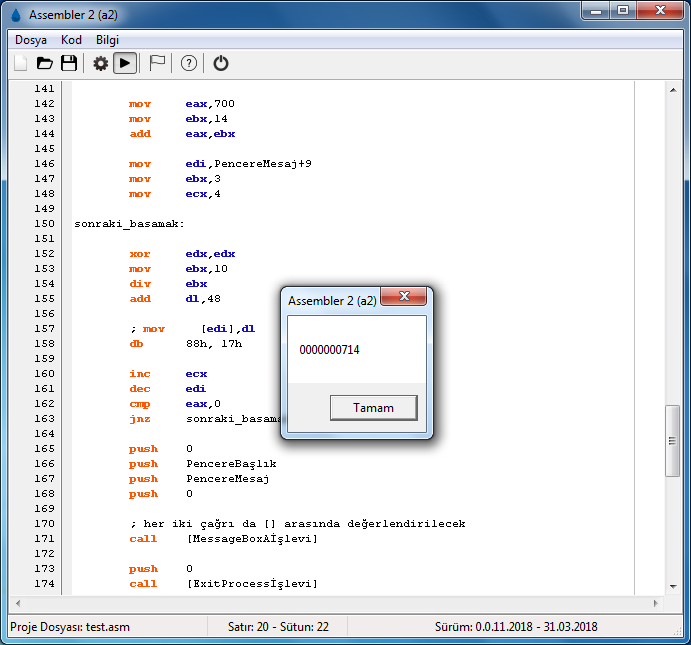 Assembler 2 (a2)
Dosya Kod Bilgi
141
142 mov eax,700
143 mov ebx,14
144 add eax,ebx
145
146 mov edi,PencereMesaj+9
147 mov ebx,3
148 mov ecx,4
149
150 sonraki_basamak:
151
152 xor edx,edx
153 mov ebx,10
154 div ebx
155 add dl,48
156
157 ; mov [edi],dl
158 db 88h, 17h
159
160 inc ecx
161 dec edi
162 cmp eax,0
163 jnz sonraki_basama
164
165 push 0
166 push PencereBaşlık
167 push PencereMesaj
168 push 0
169
170 ; her iki çağrı da [] arasında değerlendirilecek
171 call [MessageBoxAİşlevi]
172
173 push 0
174 call [ExitProcessİşlevi]
Assembler 2 (a2)
0000000714
Tamam
Proje Dosyası: test.asm Satır: 20 - Sütun: 22 Sürüm: 0.0.11.2018 - 31.03.2018